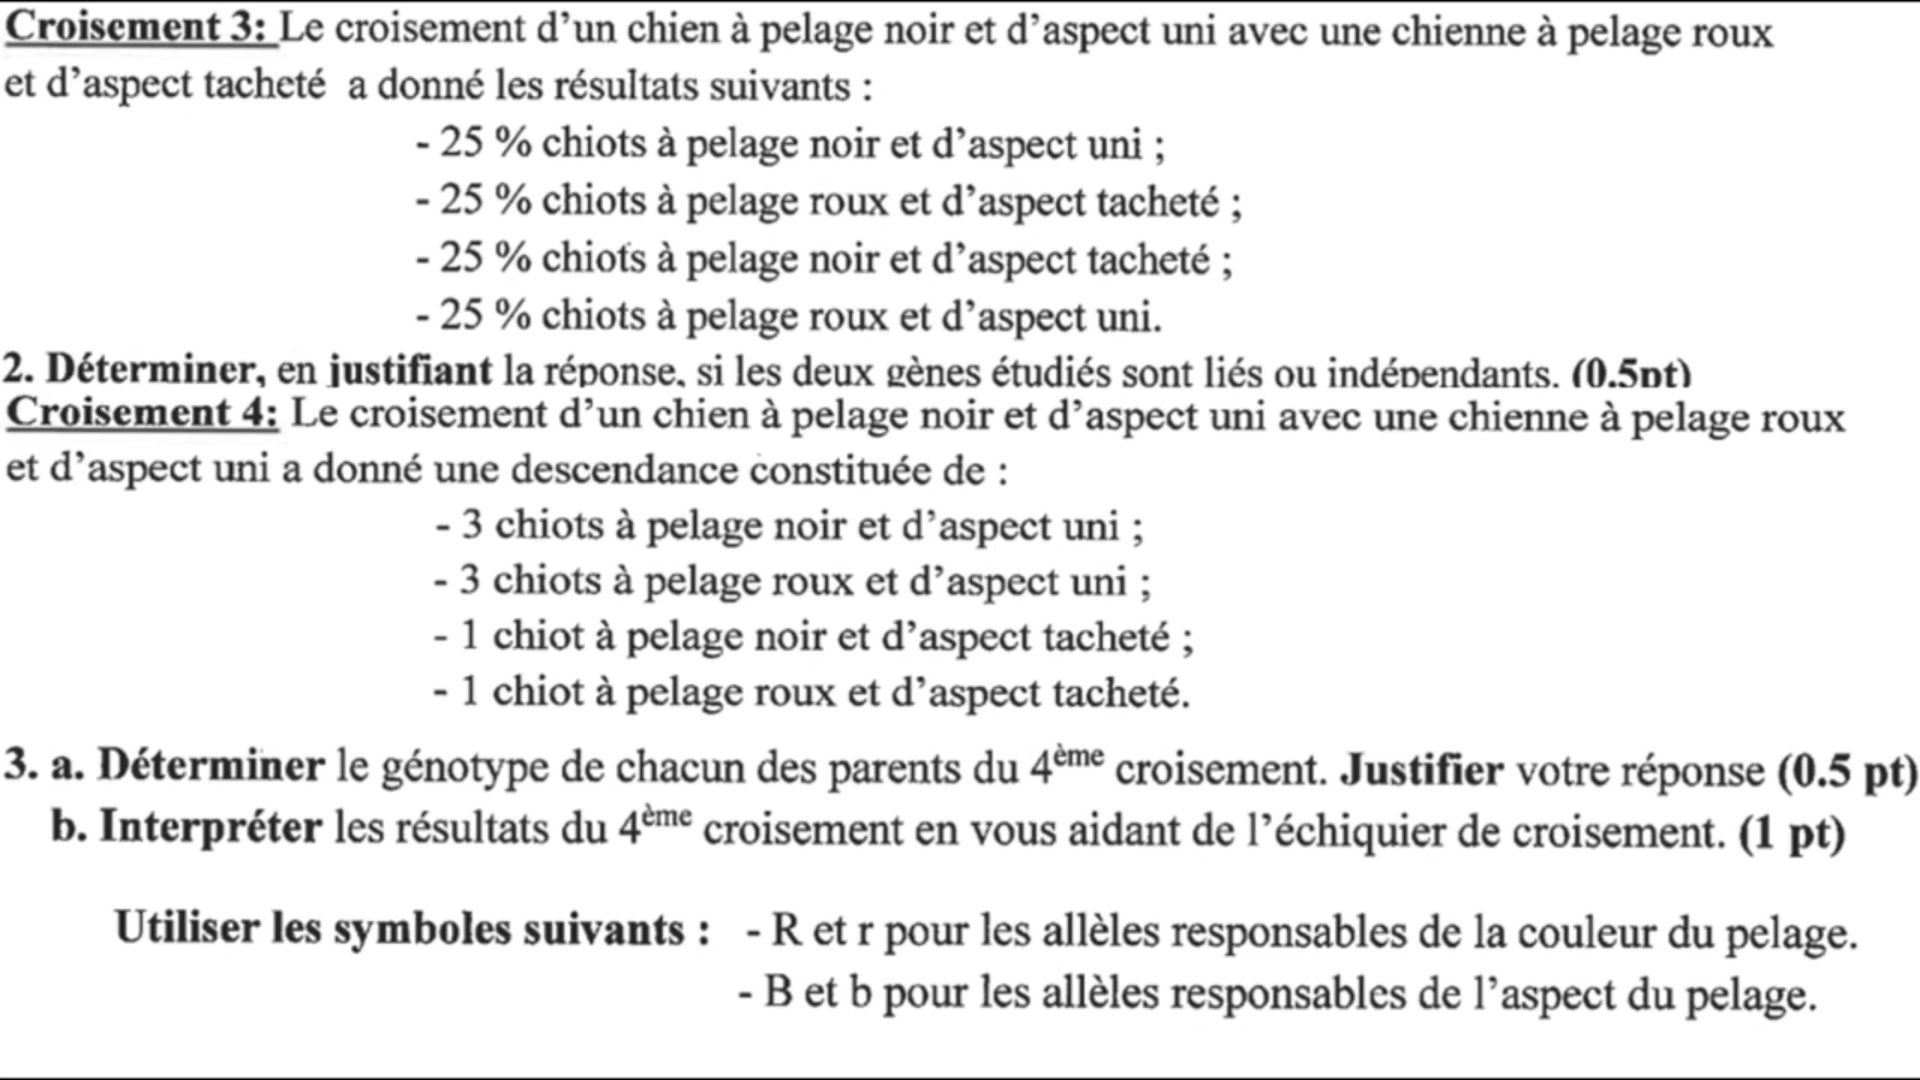 Croisement 3: Le croisement d'un chien à pelage noir et d'aspect uni avec une chienne à pelage roux
et d'aspect tacheté a donné les résultats suivants :
- 25 % chiots à pelage noir et d'aspect uni ;
- 25 % chiots à pelage roux et d'aspect tacheté ;
- 25 % chiots à pelage noir et d'aspect tacheté ;
- 25 % chiots à pelage roux et d'aspect uni.
2. Déterminer, en justifiant la réponse, si les deux gènes étudiés sont liés ou indépendants. (0.5pt)
Croisement 4: Le croisement d'un chien à pelage noir et d'aspect uni avec une chienne à pelage roux
et d'aspect uni a donné une descendance constituée de :
- 3 chiots à pelage noir et d'aspect uni ;
- 3 chiots à pelage roux et d'aspect uni ;
- 1 chiot à pelage noir et d'aspect tacheté ;
- 1 chiot à pelage roux et d'aspect tacheté.
3. a. Déterminer le génotype de chacun des parents du 4ème croisement. Justifier votre réponse (0.5 pt)
b. Interpréter les résultats du 4ème croisement en vous aidant de l'échiquier de croisement. (1 pt)
Utiliser les symboles suivants : - R et r pour les allèles responsables de la couleur du pelage.
- B et b pour les allèles responsables de l'aspect du pelage.